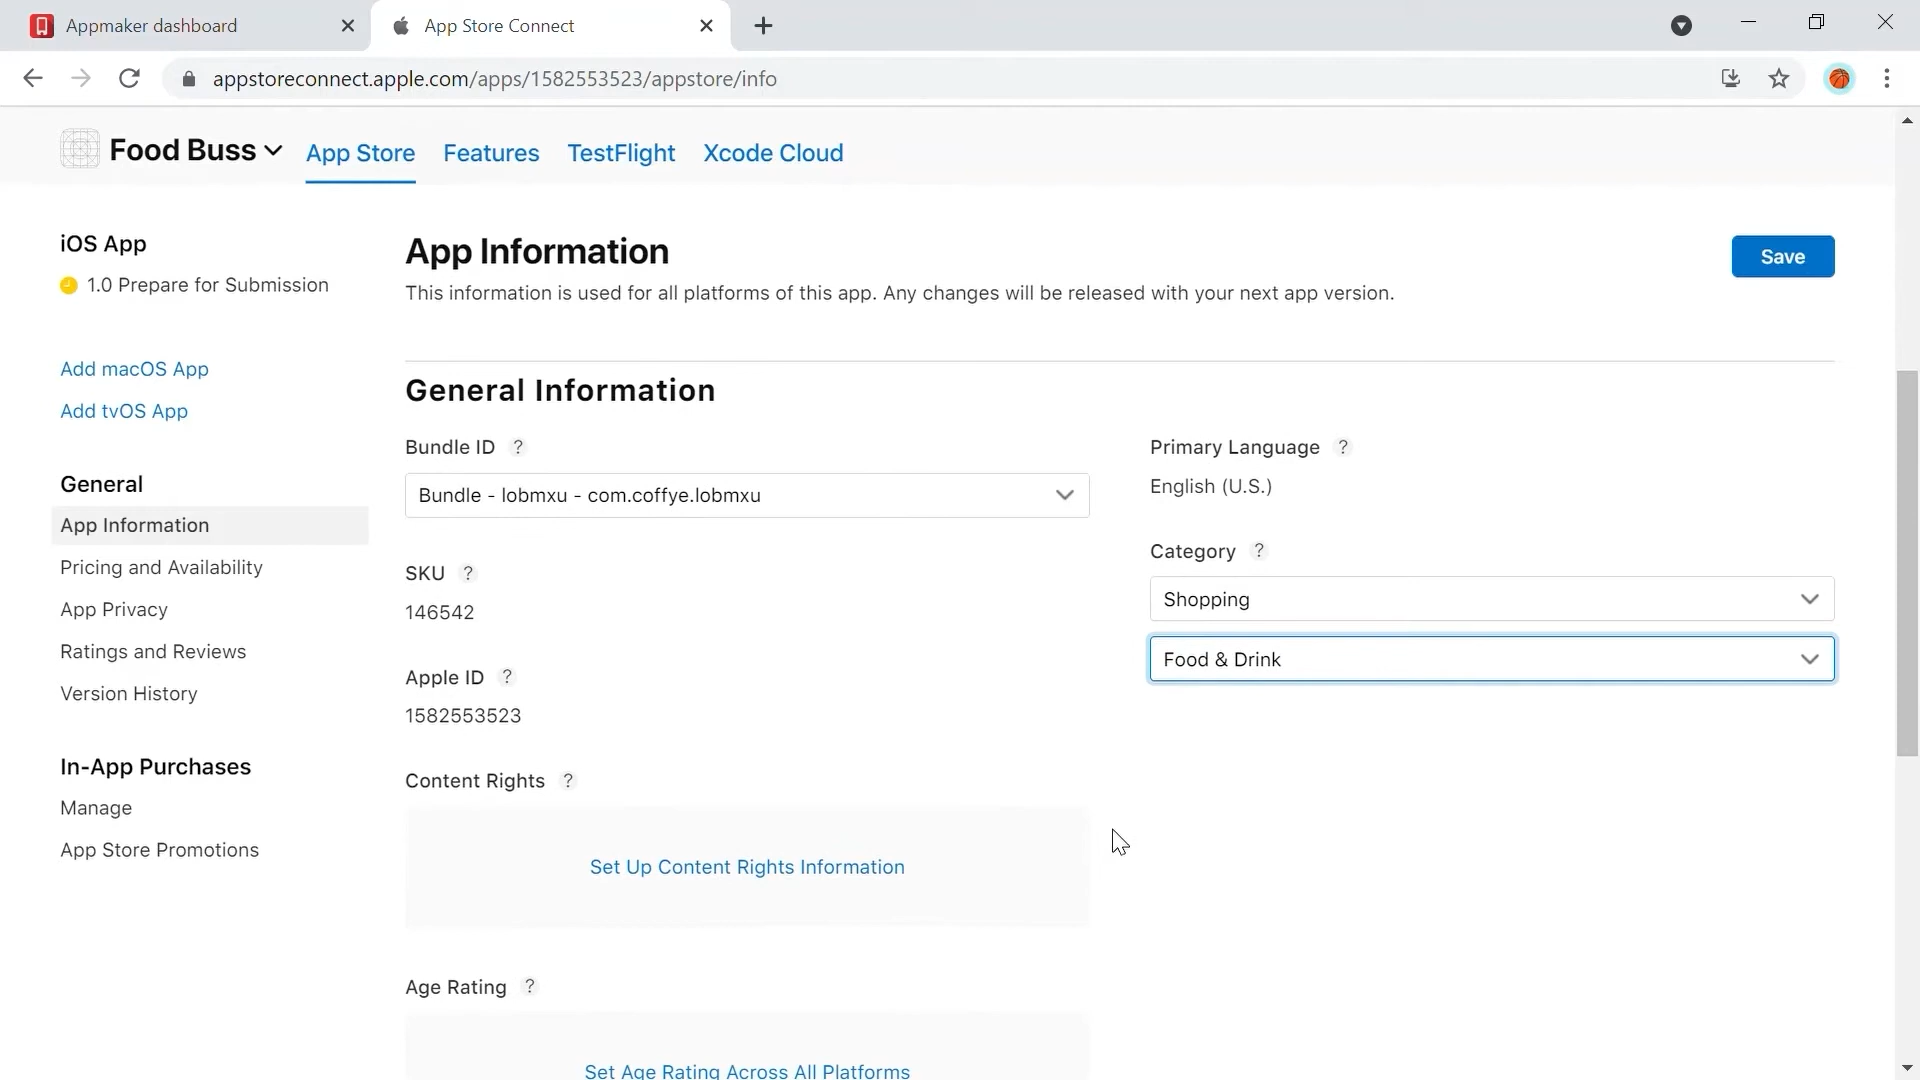 Appmaker dashboard
App Store Connect
appstoreconnect.apple.com/apps/1582553523/appstore/info
Food Buss
App Store
Features
TestFlight
Xcode Cloud
iOS App
1.0 Prepare for Submission
Add macOS App
Add tvOS App
General
App Information
Pricing and Availability
App Privacy
Ratings and Reviews
Version History
In-App Purchases
Manage
App Store Promotions
App Information
Save
This information is used for all platforms of this app. Any changes will be released with your next app version.
General Information
Bundle ID ?
Bundle - lobmxu - com.coffye.lobmxu
SKU ?
146542
Apple ID ?
1582553523
Content Rights ?
Set Up Content Rights Information
Age Rating ?
Set Age Rating Across All Platforms
Primary Language ?
English (U.S.)
Category ?
Shopping
Food & Drink